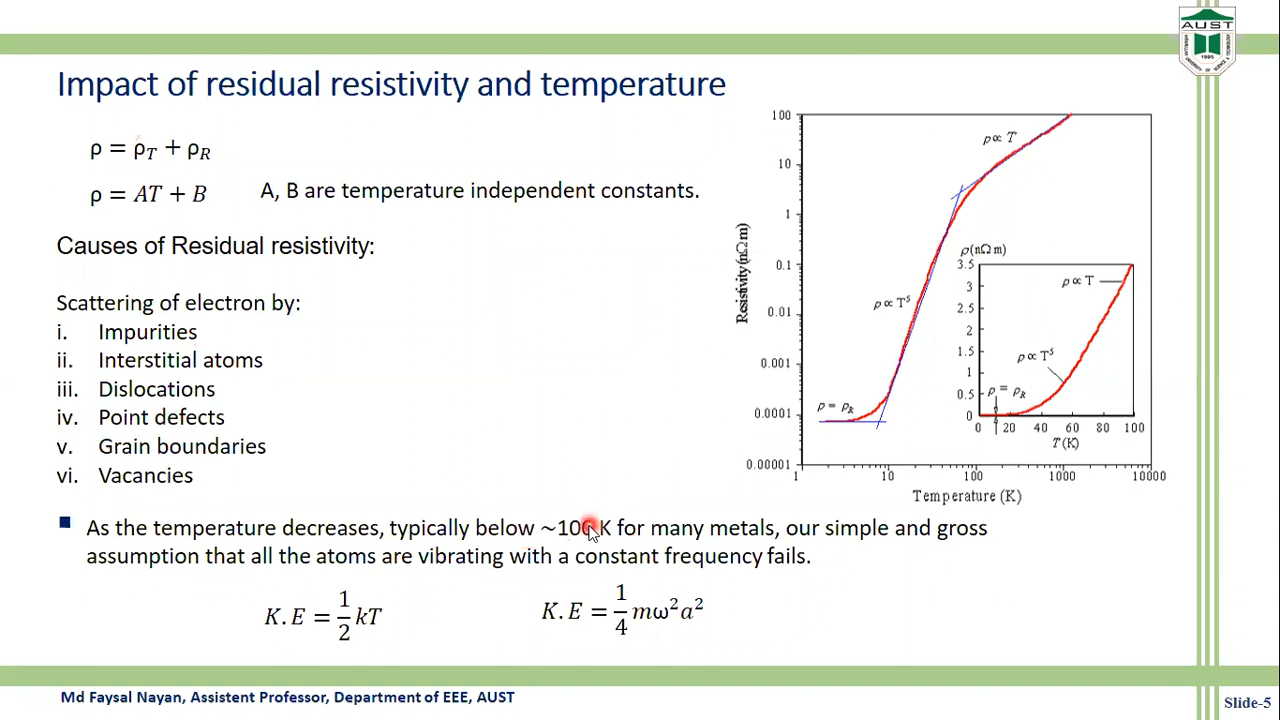 AUST
1995
Impact of residual resistivity and temperature
ρ = ρ_T + ρ_R
ρ = AT + B
A, B are temperature independent constants.
Causes of Residual resistivity:
Scattering of electron by:
i. Impurities
ii. Interstitial atoms
iii. Dislocations
iv. Point defects
v. Grain boundaries
vi. Vacancies
Resistivity(nΩ m)
100
10
1
0.1
0.01
0.001
0.0001
0.00001
1
10
100
1000
10000
Temperature (K)
ρ ∝ T
ρ ∝ T⁵
ρ = ρ_R
ρ(nΩ m)
3.5
3
2.5
2
1.5
1
0.5
0
0 20 40 60 80 100
T(K)
ρ ∝ T
ρ ∝ T⁵
ρ = ρ_R
As the temperature decreases, typically below ~100 K for many metals, our simple and gross
assumption that all the atoms are vibrating with a constant frequency fails.
K.E = 1/2 kT
K.E = 1/4 mω²a²
Md Faysal Nayan, Assistent Professor, Department of EEE, AUST
Slide-5